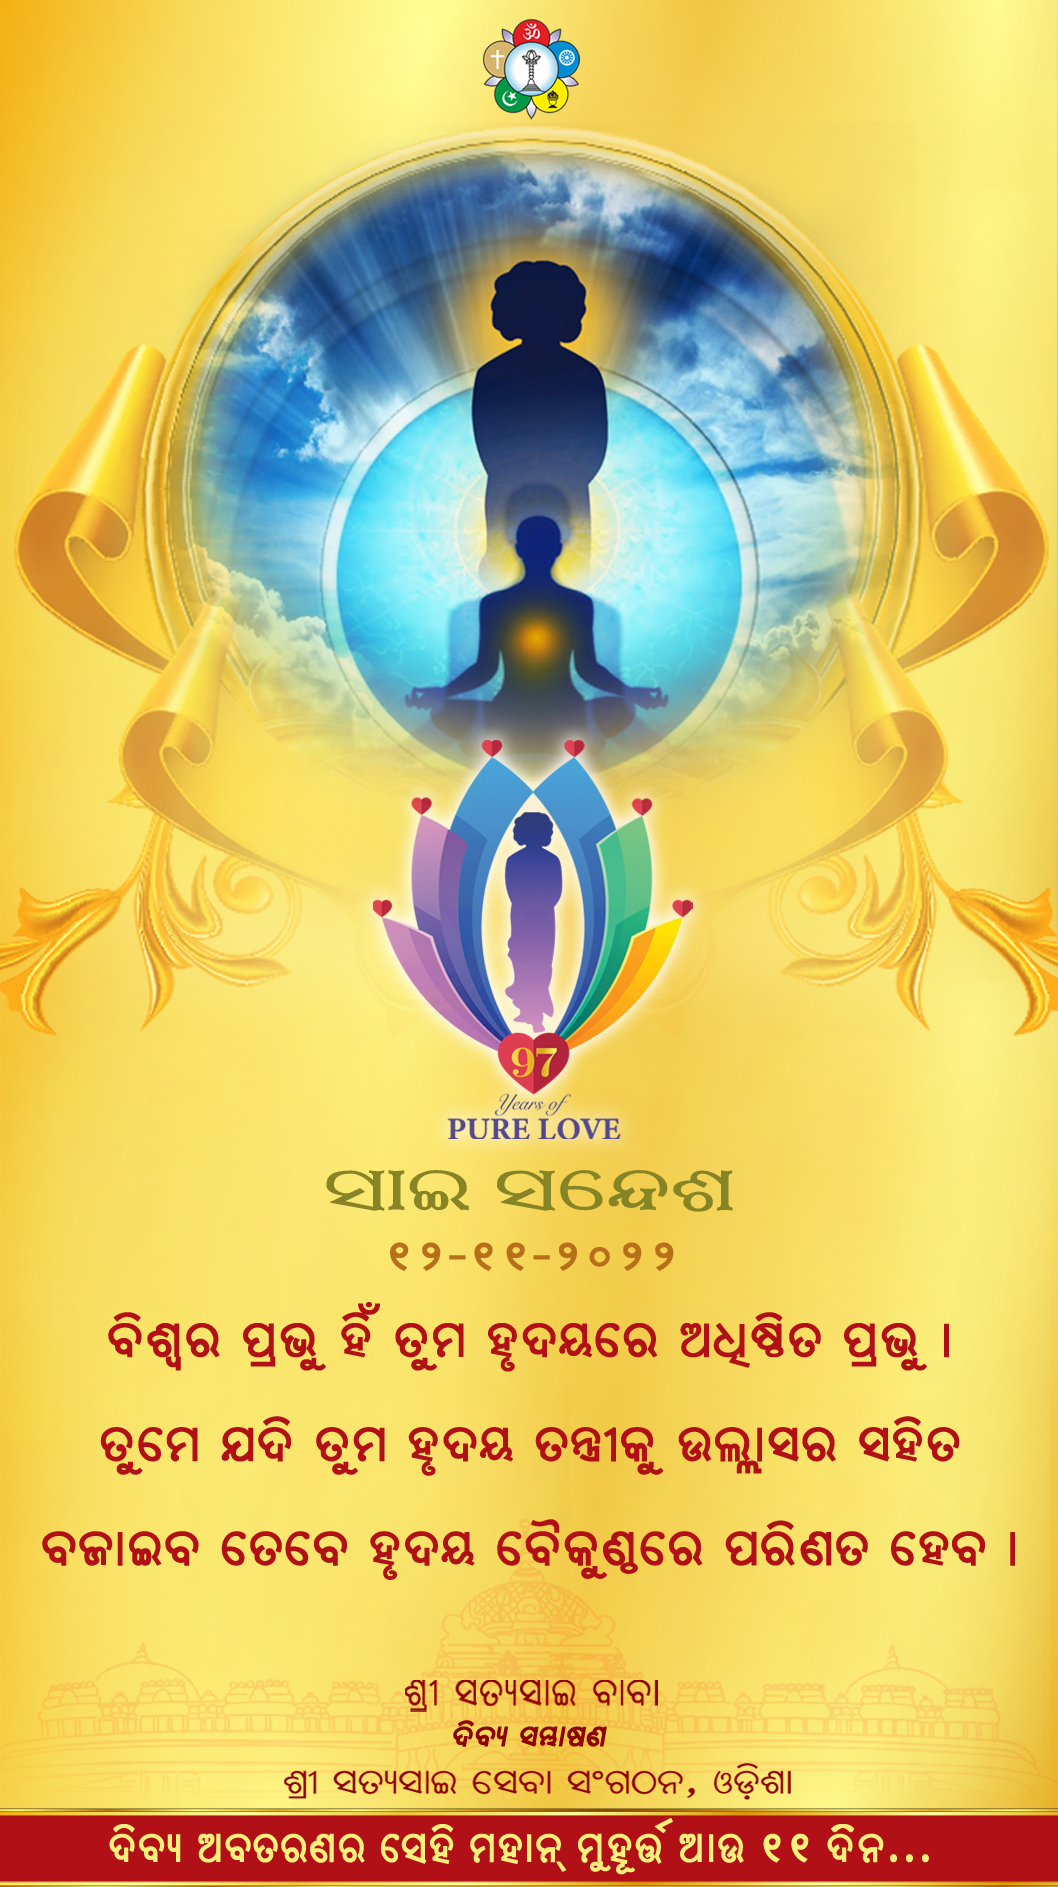 ॐ
97
Years of
PURE LOVE
ସାଇ ସନ୍ଦେଶ
୧୨-୧୧-୨୦୨୨
ବିଶ୍ୱର ପ୍ରଭୁ ହିଁ ତୁମ ହୃଦୟରେ ଅଧିଷ୍ଠିତ ପ୍ରଭୁ ।
ତୁମେ ଯଦି ତୁମ ହୃଦୟ ତନ୍ତ୍ରୀକୁ ଉଲ୍ଲାସର ସହିତ
ବଜାଇବ ତେବେ ହୃଦୟ ବୈକୁଣ୍ଠରେ ପରିଣତ ହେବ ।
ଶ୍ରୀ ସତ୍ୟସାଇ ବାବା
ଦିବ୍ୟ ସମ୍ଭାଷଣ
ଶ୍ରୀ ସତ୍ୟସାଇ ସେବା ସଂଗଠନ, ଓଡ଼ିଶା
ଦିବ୍ୟ ଅବତରଣର ସେହି ମହାନ୍ ମୁହୂର୍ତ୍ତ ଆଉ ୧୧ ଦିନ...